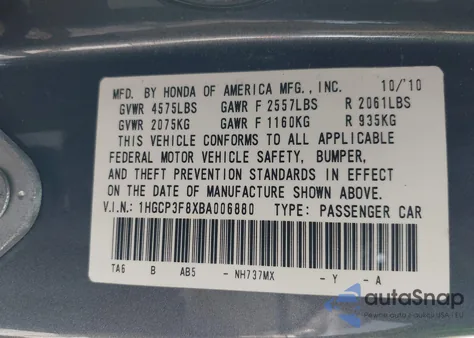 MFD. BY HONDA OF AMERICA MFG., INC. 10/'10
GVWR 4575LBS GAWR F 2557LBS R 2061LBS
GVWR 2075KG GAWR F 1160KG R 935KG
THIS VEHICLE CONFORMS TO ALL APPLICABLE
FEDERAL MOTOR VEHICLE SAFETY, BUMPER,
AND THEFT PREVENTION STANDARDS IN EFFECT ON
THE DATE OF MANUFACTURE SHOWN ABOVE.
V.I.N.: 1HGCP3F8XBA006880 TYPE: PASSENGER CAR
TA6 B AB5 - NH737MX - Y - A
autoSnap